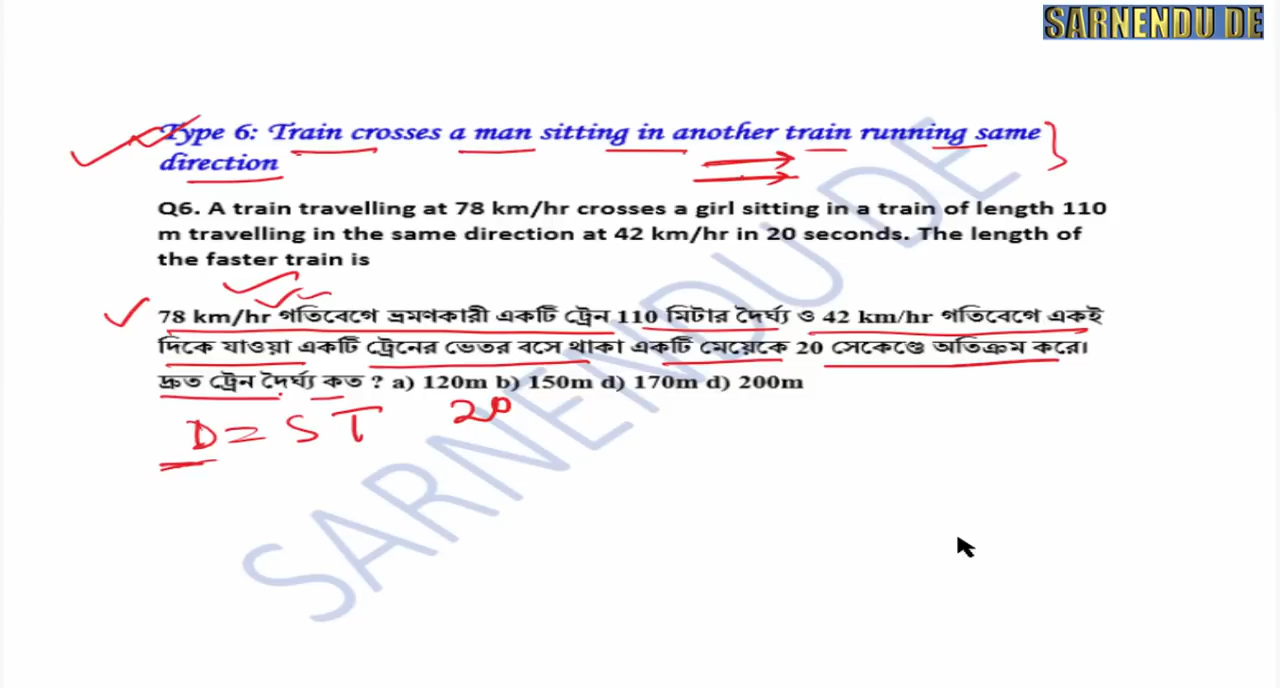 SARNENDU DE
Type 6: Train crosses a man sitting in another train running same
direction
Q6. A train travelling at 78 km/hr crosses a girl sitting in a train of length 110
m travelling in the same direction at 42 km/hr in 20 seconds. The length of
the faster train is
78 km/hr গতিবেগে ভ্রমণকারী একটি ট্রেন 110 মিটার দৈর্ঘ্য ও 42 km/hr গতিবেগে একই
দিকে যাওয়া একটি ট্রেনের ভেতর বসে থাকা একটি মেয়েকে 20 সেকেণ্ডে অতিক্রম করে।
দ্রুত ট্রেন দৈর্ঘ্য কত ? a) 120m b) 150m d) 170m d) 200m
D = S T 20
SARNENDU DE